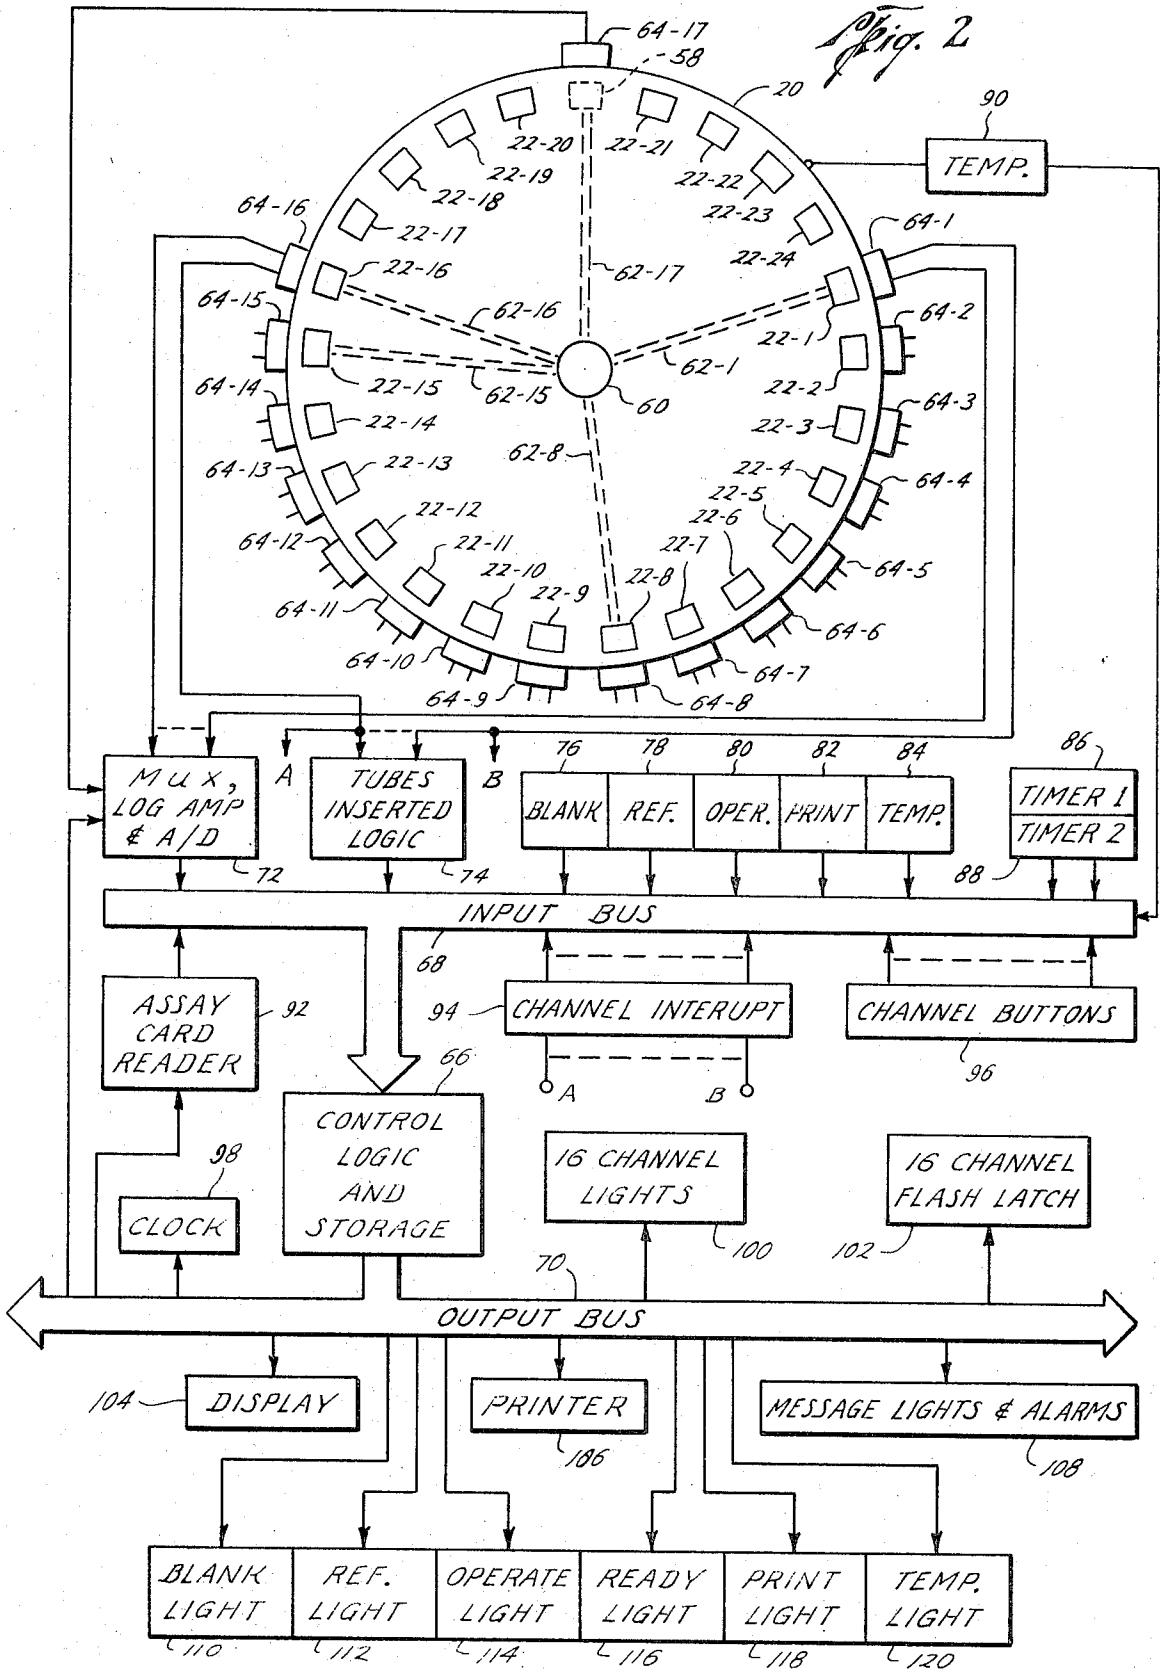 Fig. 2
64-17
58
20
90
TEMP.
22-20
22-21
22-19
22-22
22-18
22-23
22-17
22-24
64-16
64-1
22-16
62-17
64-15
62-16
22-1
64-2
62-1
22-15
62-15
60
22-2
64-14
22-14
22-3
64-3
62-8
64-13
22-13
22-4
64-4
22-5
64-12
22-12
22-6
22-11
22-7
64-5
22-10
22-9
22-8
64-11
64-6
64-10
64-7
64-9
64-8
MUX,
LOG AMP
& A/D
72
A
TUBES
INSERTED
LOGIC
74
B
76
78
80
82
84
BLANK
REF.
OPER.
PRINT
TEMP.
86
TIMER 1
TIMER 2
88
INPUT BUS
68
ASSAY
CARD
READER
92
94
CHANNEL INTERUPT
A
B
CHANNEL BUTTONS
96
66
CONTROL
LOGIC
AND
STORAGE
98
CLOCK
16 CHANNEL
LIGHTS
100
16 CHANNEL
FLASH LATCH
102
70
OUTPUT BUS
104
DISPLAY
PRINTER
106
MESSAGE LIGHTS & ALARMS
108
BLANK
LIGHT
REF.
LIGHT
OPERATE
LIGHT
READY
LIGHT
PRINT
LIGHT
TEMP.
LIGHT
110
112
114
116
118
120